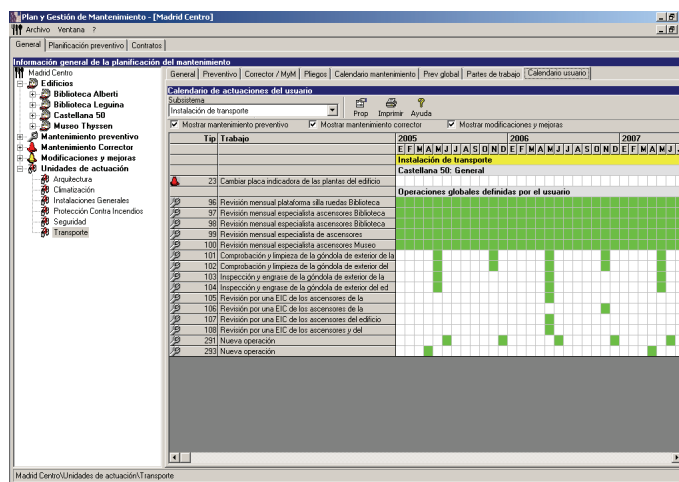 Plan y Gestión de Mantenimiento - [Madrid Centro]
Archivo Ventana ?
General Planificación preventivo Contratos
Información general de la planificación del mantenimiento
Madrid Centro
Edificios
Biblioteca Alberti
Biblioteca Leguina
Castellana 50
Museo Thyssen
Mantenimiento preventivo
Mantenimiento Corrector
Modificaciones y mejoras
Unidades de actuación
Arquitectura
Climatización
Instalaciones Generales
Protección Contra Incendios
Seguridad
Transporte
General Preventivo Corrector / MyM Pliegos Calendario mantenimiento Prev global Partes de trabajo Calendario usuario
Calendario de actuaciones del usuario
Subsistema
Instalación de transporte
Prop Imprimir Ayuda
Mostrar mantenimiento preventivo Mostrar mantenimiento corrector Mostrar modificaciones y mejoras
Tip Trabajo 2005 2006 2007
E F M A M J J A S O N D E F M A M J J A S O N D E F M A M J J
Instalación de transporte
Castellana 50: General
23 Cambiar placa indicadora de las plantas del edificio
Operaciones globales definidas por el usuario
96 Revisión mensual plataforma silla ruedas Biblioteca
97 Revisión mensual especialista ascensores Biblioteca
98 Revisión mensual especialista ascensores Biblioteca
99 Revisión mensual especialista de ascensores
100 Revisión mensual especialista ascensores Museo
101 Comprobación y limpieza de la góndola de exterior de la
102 Comprobación y limpieza de la góndola de exterior del
103 Inspección y engrase de la góndola de exterior de la
104 Inspección y engrase de la góndola de exterior del ed
105 Revisión por una EIC de los ascensores de la
106 Revisión por una EIC de los ascensores de la
107 Revisión por una EIC de los ascensores del edificio
108 Revisión por una EIC de los ascensores y del
291 Nueva operación
293 Nueva operación
Madrid Centro\Unidades de actuación\Transporte